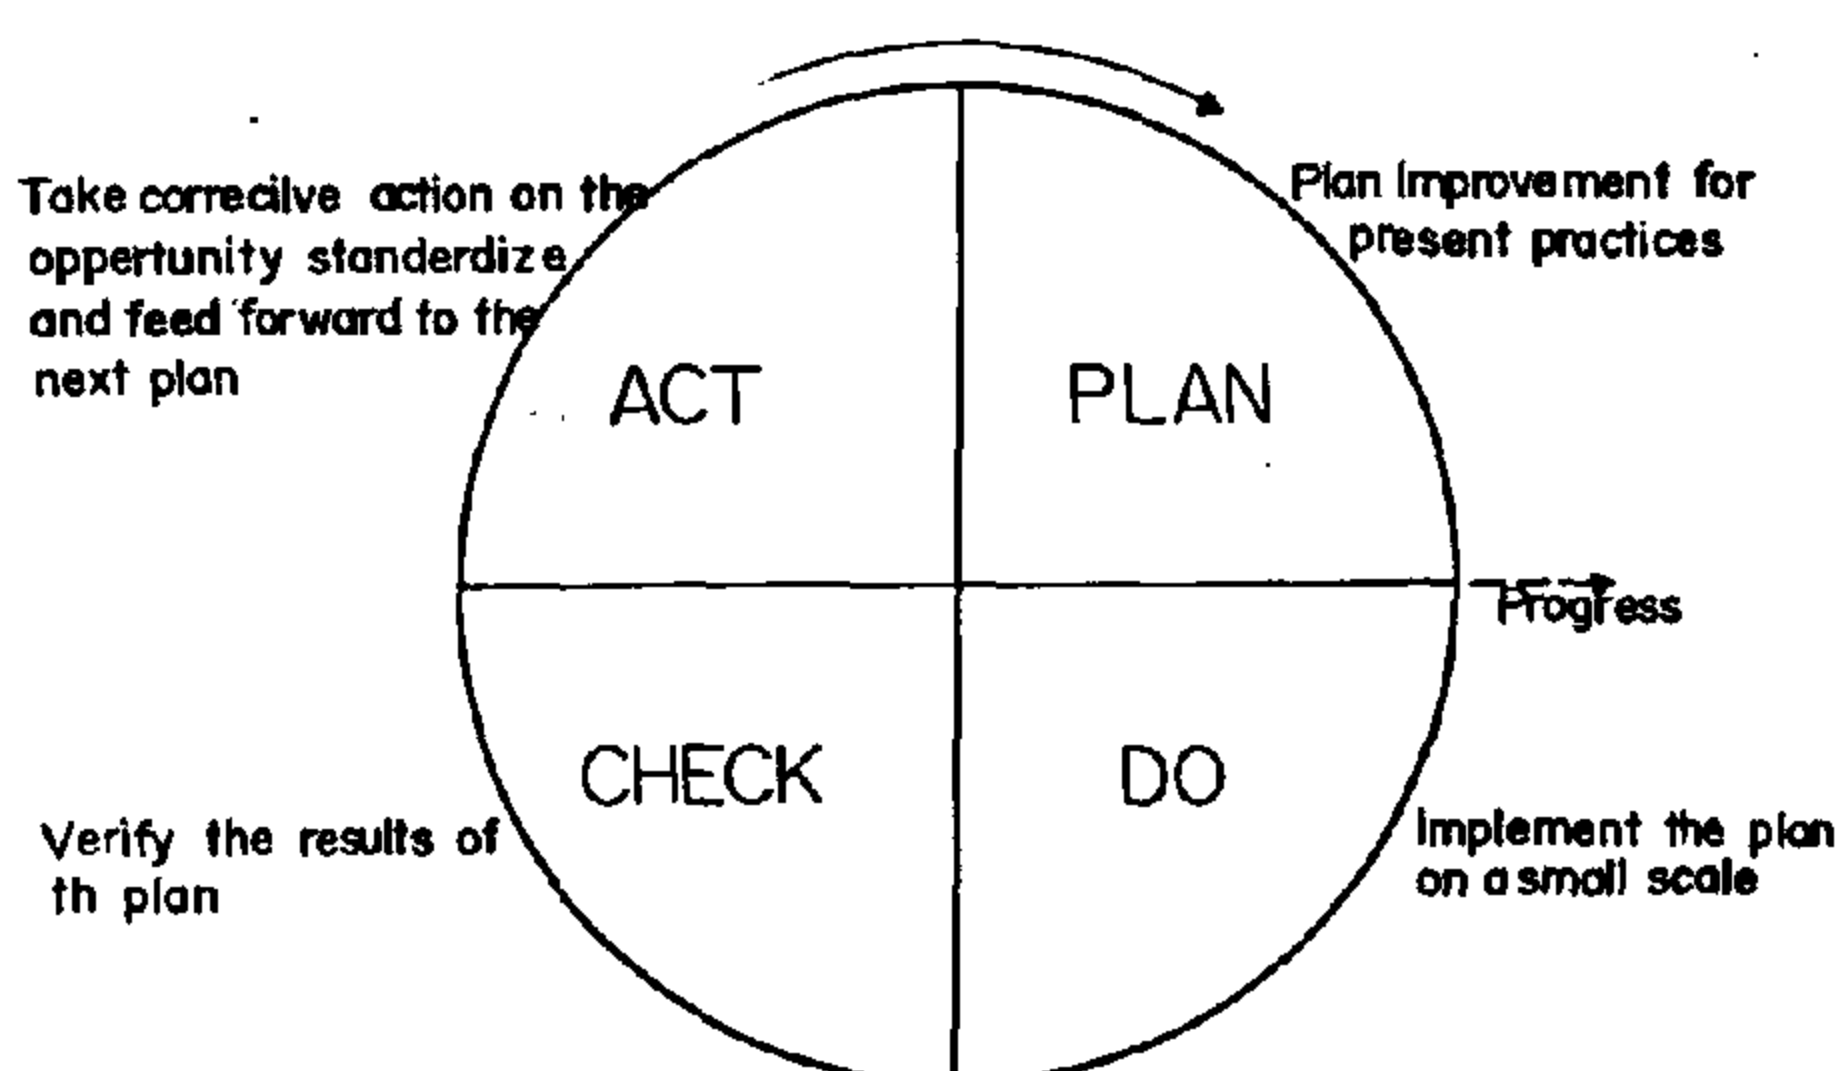 Take correcilve action on the
oppertunity standerdize
and feed forward to the
next plan
Plan Improvement for
present practices
ACT
PLAN
Progress
CHECK
DO
Verify the results of
th plan
Implement the plan
on a small scale